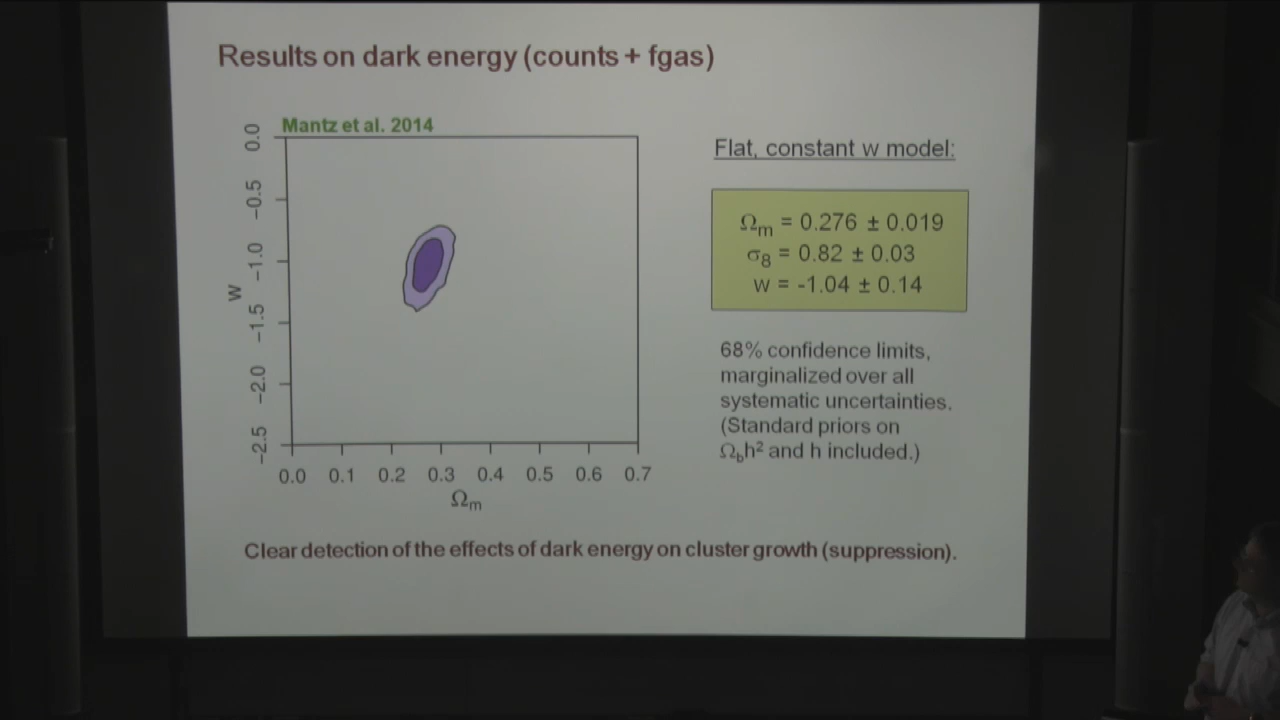 Results on dark energy (counts + fgas)
Mantz et al. 2014
0.0
−0.5
−1.0
−1.5
−2.0
−2.5
w
0.0 0.1 0.2 0.3 0.4 0.5 0.6 0.7
Ωm
Flat, constant w model:
Ωm = 0.276 ± 0.019
σ8 = 0.82 ± 0.03
w = -1.04 ± 0.14
68% confidence limits,
marginalized over all
systematic uncertainties.
(Standard priors on
Ωbh² and h included.)
Clear detection of the effects of dark energy on cluster growth (suppression).